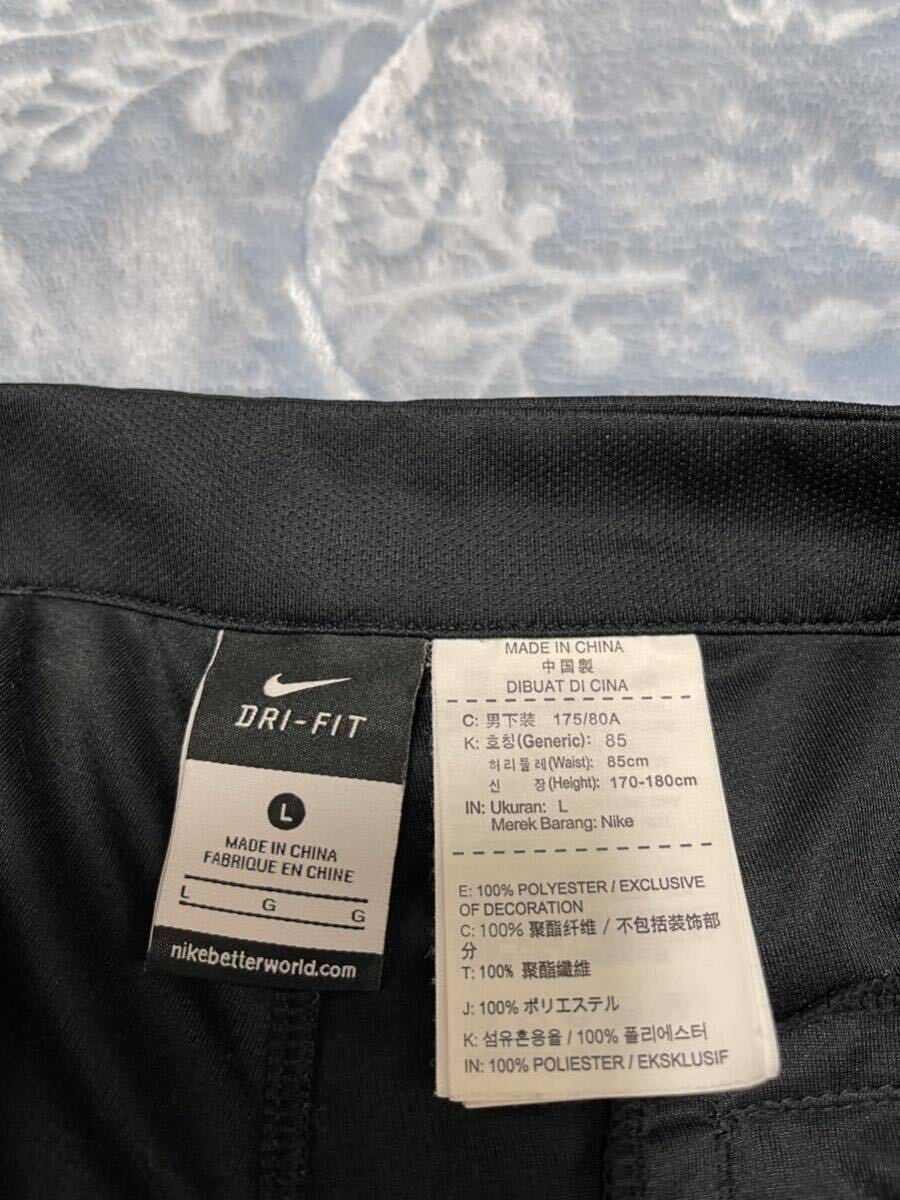 DRI-FIT
L
MADE IN CHINA
FABRIQUE EN CHINE
L G G
nikebetterworld.com
MADE IN CHINA
中国製
DIBUAT DI CINA
C: 男下装 175/80A
K: 호칭(Generic): 85
허리둘레(Waist): 85cm
신 장(Height): 170-180cm
IN: Ukuran: L
Merek Barang: Nike
E: 100% POLYESTER / EXCLUSIVE
OF DECORATION
C: 100% 聚酯纤维 / 不包括装饰部
分
T: 100% 聚酯纖維
J: 100% ポリエステル
K: 섬유혼용율 / 100% 폴리에스터
IN: 100% POLIESTER / EKSKLUSIF